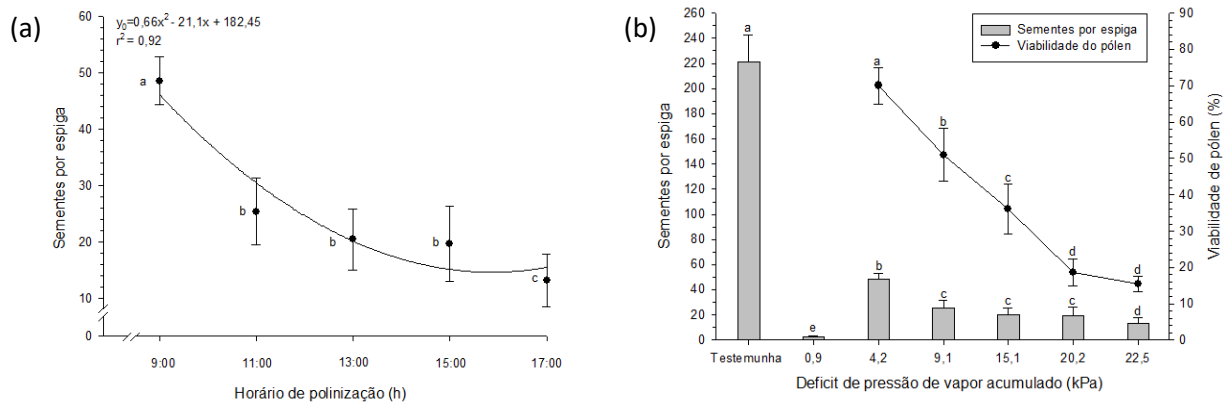 (a)
y₀=0,66x² - 21,1x + 182,45
r² = 0,92
60
50
40
30
20
10
0
Sementes por espiga
a
b
b
b
c
9:00 11:00 13:00 15:00 17:00
Horário de polinização (h)
(b)
Sementes por espiga
Viabilidade do pólen
260
240
220
200
180
160
140
120
100
80
60
40
20
0
Sementes por espiga
90
80
70
60
50
40
30
20
10
0
Viabilidade de pólen (%)
a
a
b
c
d
d
e
b
c
c
c
d
Testemunha 0,9 4,2 9,1 15,1 20,2 22,5
Deficit de pressão de vapor acumulado (kPa)